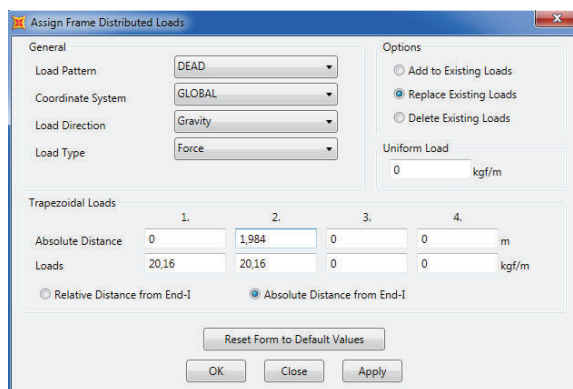 Assign Frame Distributed Loads
General
Load Pattern DEAD
Coordinate System GLOBAL
Load Direction Gravity
Load Type Force
Options
Add to Existing Loads
Replace Existing Loads
Delete Existing Loads
Uniform Load
0 kgf/m
Trapezoidal Loads
1. 2. 3. 4.
Absolute Distance 0 1,984 0 0 m
Loads 20,16 20,16 0 0 kgf/m
Relative Distance from End-I Absolute Distance from End-I
Reset Form to Default Values
OK Close Apply